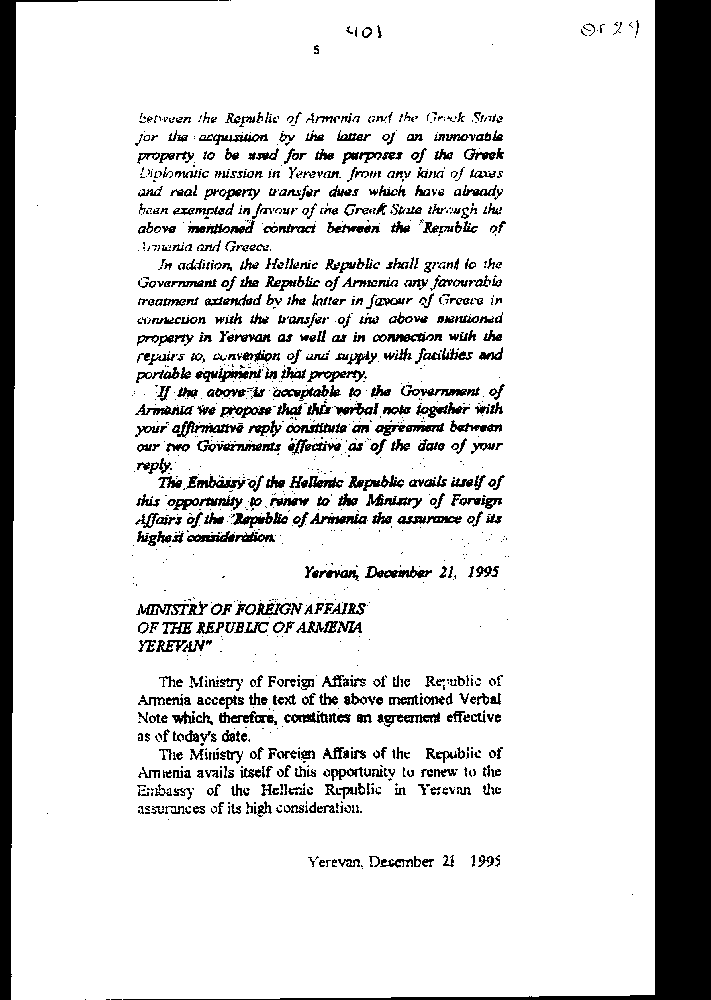 401
24
5
between the Republic of Armenia and the Greek State
for the acquisition by the latter of an immovable
property to be used for the purposes of the Greek
Diplomatic mission in Yerevan, from any kind of taxes
and real property transfer dues which have already
been exempted in favour of the Greek State through the
above mentioned contract between the Republic of
Armenia and Greece.
In addition, the Hellenic Republic shall grant to the
Government of the Republic of Armenia any favourable
treatment extended by the latter in favour of Greece in
connection with the transfer of the above mentioned
property in Yerevan as well as in connection with the
repairs to, convention of and supply with facilities and
portable equipment in that property.
If the above is acceptable to the Government of
Armenia we propose that this verbal note together with
your affirmative reply constitute an agreement between
our two Governments effective as of the date of your
reply.
The Embassy of the Hellenic Republic avails itself of
this opportunity to renew to the Ministry of Foreign
Affairs of the Republic of Armenia the assurance of its
highest consideration.
Yerevan, December 21, 1995
MINISTRY OF FOREIGN AFFAIRS
OF THE REPUBLIC OF ARMENIA
YEREVAN"
The Ministry of Foreign Affairs of the Republic of
Armenia accepts the text of the above mentioned Verbal
Note which, therefore, constitutes an agreement effective
as of today's date.
The Ministry of Foreign Affairs of the Republic of
Armenia avails itself of this opportunity to renew to the
Embassy of the Hellenic Republic in Yerevan the
assurances of its high consideration.
Yerevan, December 21 1995